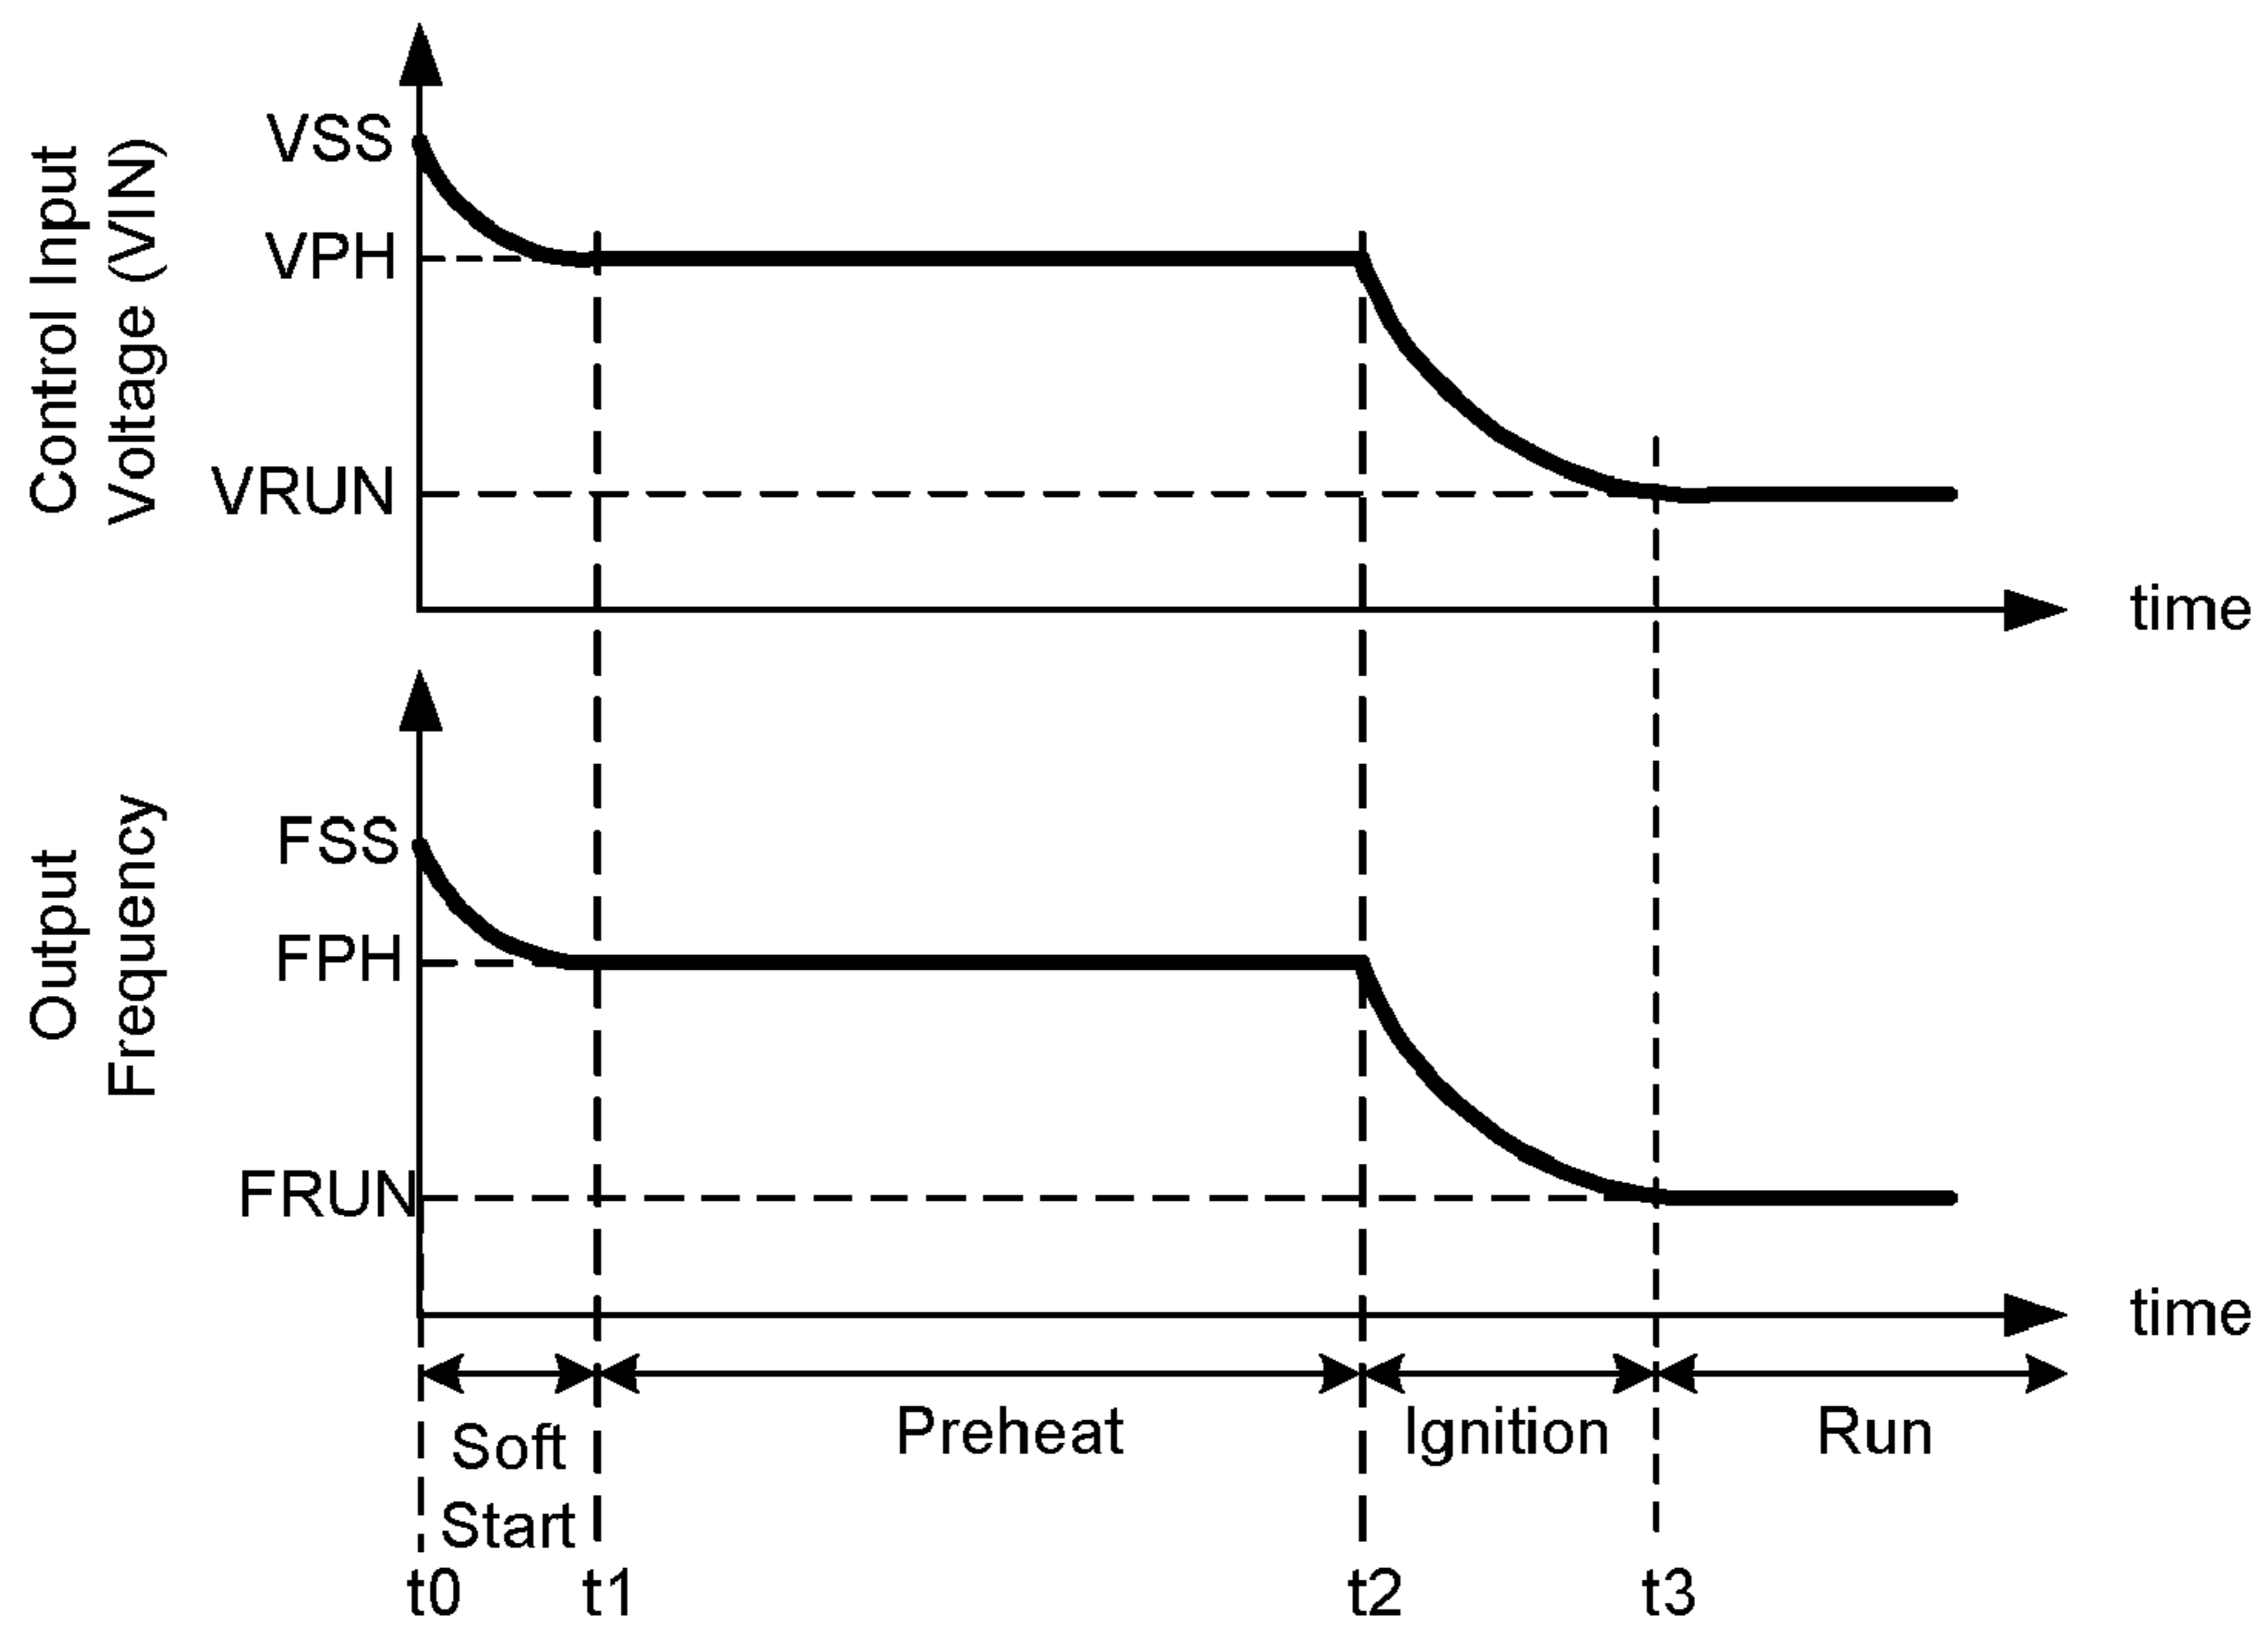 Control Input
Voltage (VIN)
VSS
VPH
VRUN
time
Output
Frequency
FSS
FPH
FRUN
time
Soft
Start
Preheat
Ignition
Run
t0
t1
t2
t3